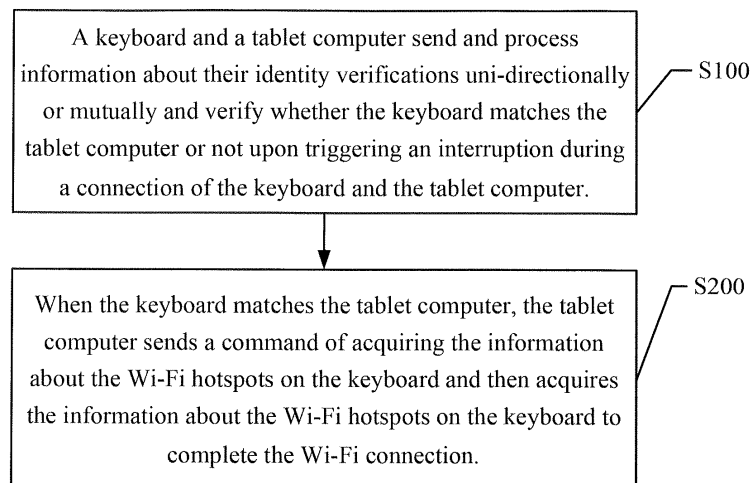 A keyboard and a tablet computer send and process
information about their identity verifications uni-directionally
or mutually and verify whether the keyboard matches the
tablet computer or not upon triggering an interruption during
a connection of the keyboard and the tablet computer.
S100
When the keyboard matches the tablet computer, the tablet
computer sends a command of acquiring the information
about the Wi-Fi hotspots on the keyboard and then acquires
the information about the Wi-Fi hotspots on the keyboard to
complete the Wi-Fi connection.
S200